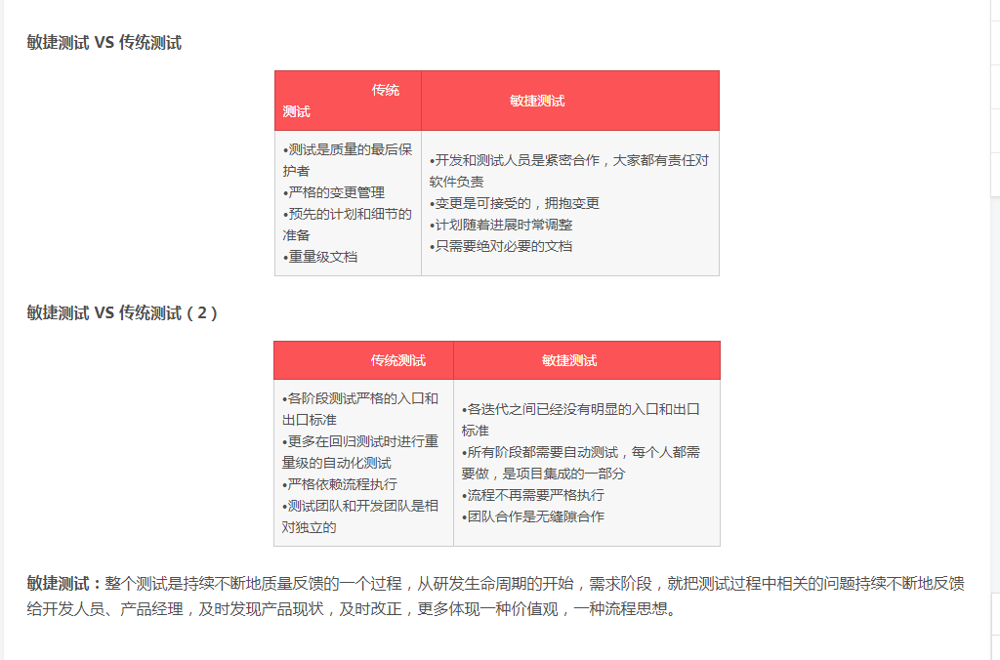 敏捷测试 VS 传统测试
传统
测试
敏捷测试
•测试是质量的最后保
护者
•严格的变更管理
•预先的计划和细节的
准备
•重量级文档
•开发和测试人员是紧密合作，大家都有责任对
软件负责
•变更是可接受的，拥抱变更
•计划随着进展时常调整
•只需要绝对必要的文档
敏捷测试 VS 传统测试（2）
传统测试
敏捷测试
•各阶段测试严格的入口和
出口标准
•更多在回归测试时进行重
量级的自动化测试
•严格依赖流程执行
•测试团队和开发团队是相
对独立的
•各迭代之间已经没有明显的入口和出口
标准
•所有阶段都需要自动测试，每个人都需
要做，是项目集成的一部分
•流程不再需要严格执行
•团队合作是无缝隙合作
敏捷测试：整个测试是持续不断地质量反馈的一个过程，从研发生命周期的开始，需求阶段，就把测试过程中相关的问题持续不断地反馈
给开发人员、产品经理，及时发现产品现状，及时改正，更多体现一种价值观，一种流程思想。